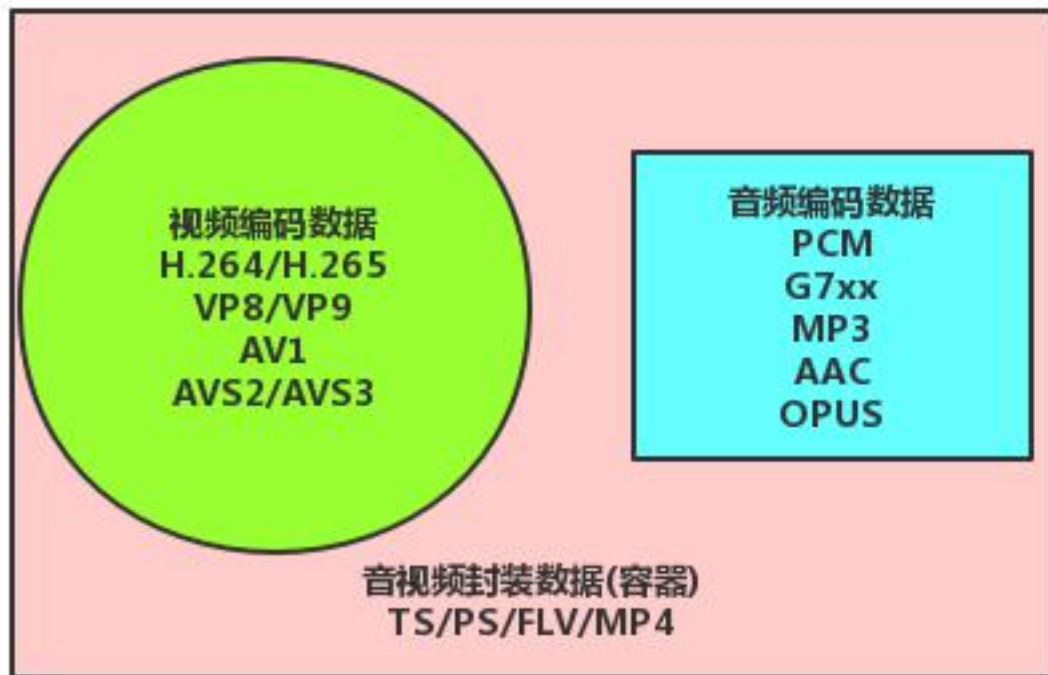 视频编码数据
H.264/H.265
VP8/VP9
AV1
AVS2/AVS3
音频编码数据
PCM
G7xx
MP3
AAC
OPUS
音视频封装数据(容器)
TS/PS/FLV/MP4